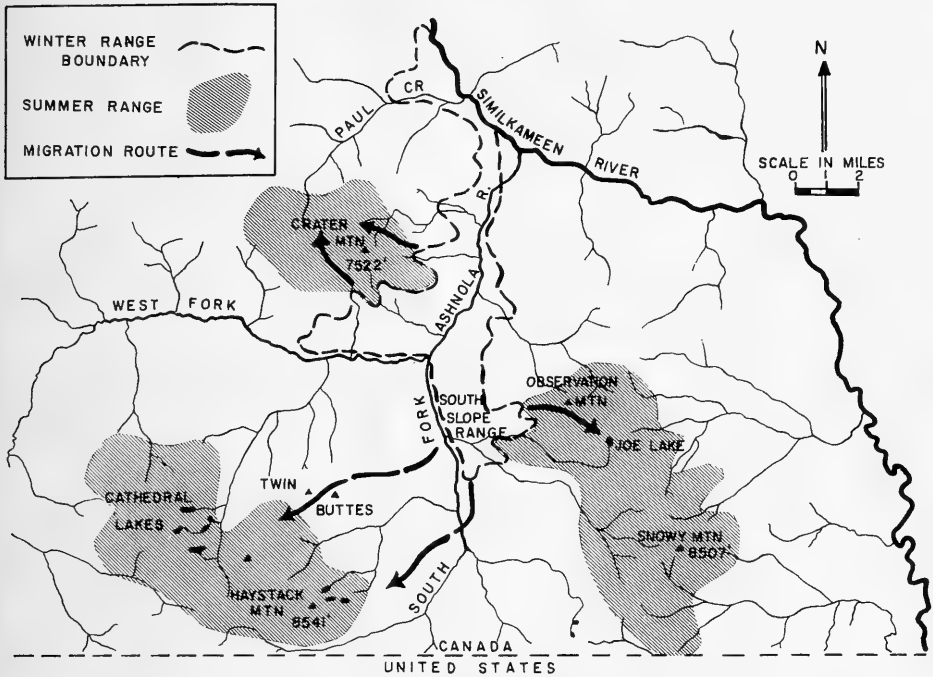 WINTER RANGE
BOUNDARY
SUMMER RANGE
MIGRATION ROUTE
N
SCALE IN MILES
0 1 2
PAUL CR
SIMILKAMEEN RIVER
CRATER
MTN
7522'
ASHNOLA R.
WEST FORK
OBSERVATION
MTN
SOUTH
SLOPE
RANGE
JOE LAKE
SOUTH FORK
TWIN
BUTTES
CATHEDRAL
LAKES
SNOWY MTN
8507'
HAYSTACK
MTN
8541'
CANADA
UNITED STATES